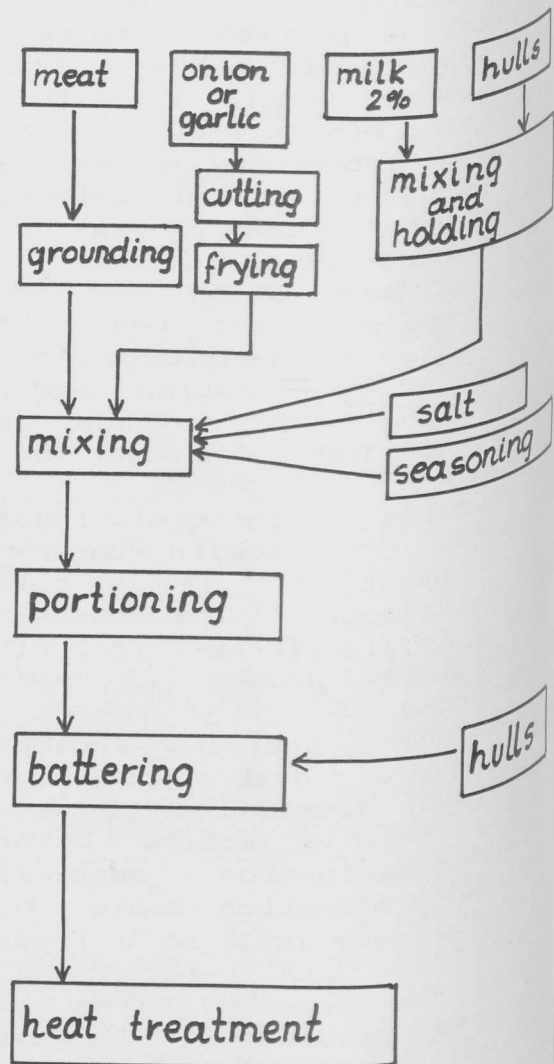 meat
onion
or
garlic
milk
2%
hulls
cutting
mixing
and
holding
grounding
frying
mixing
salt
seasoning
portioning
battering
hulls
heat treatment